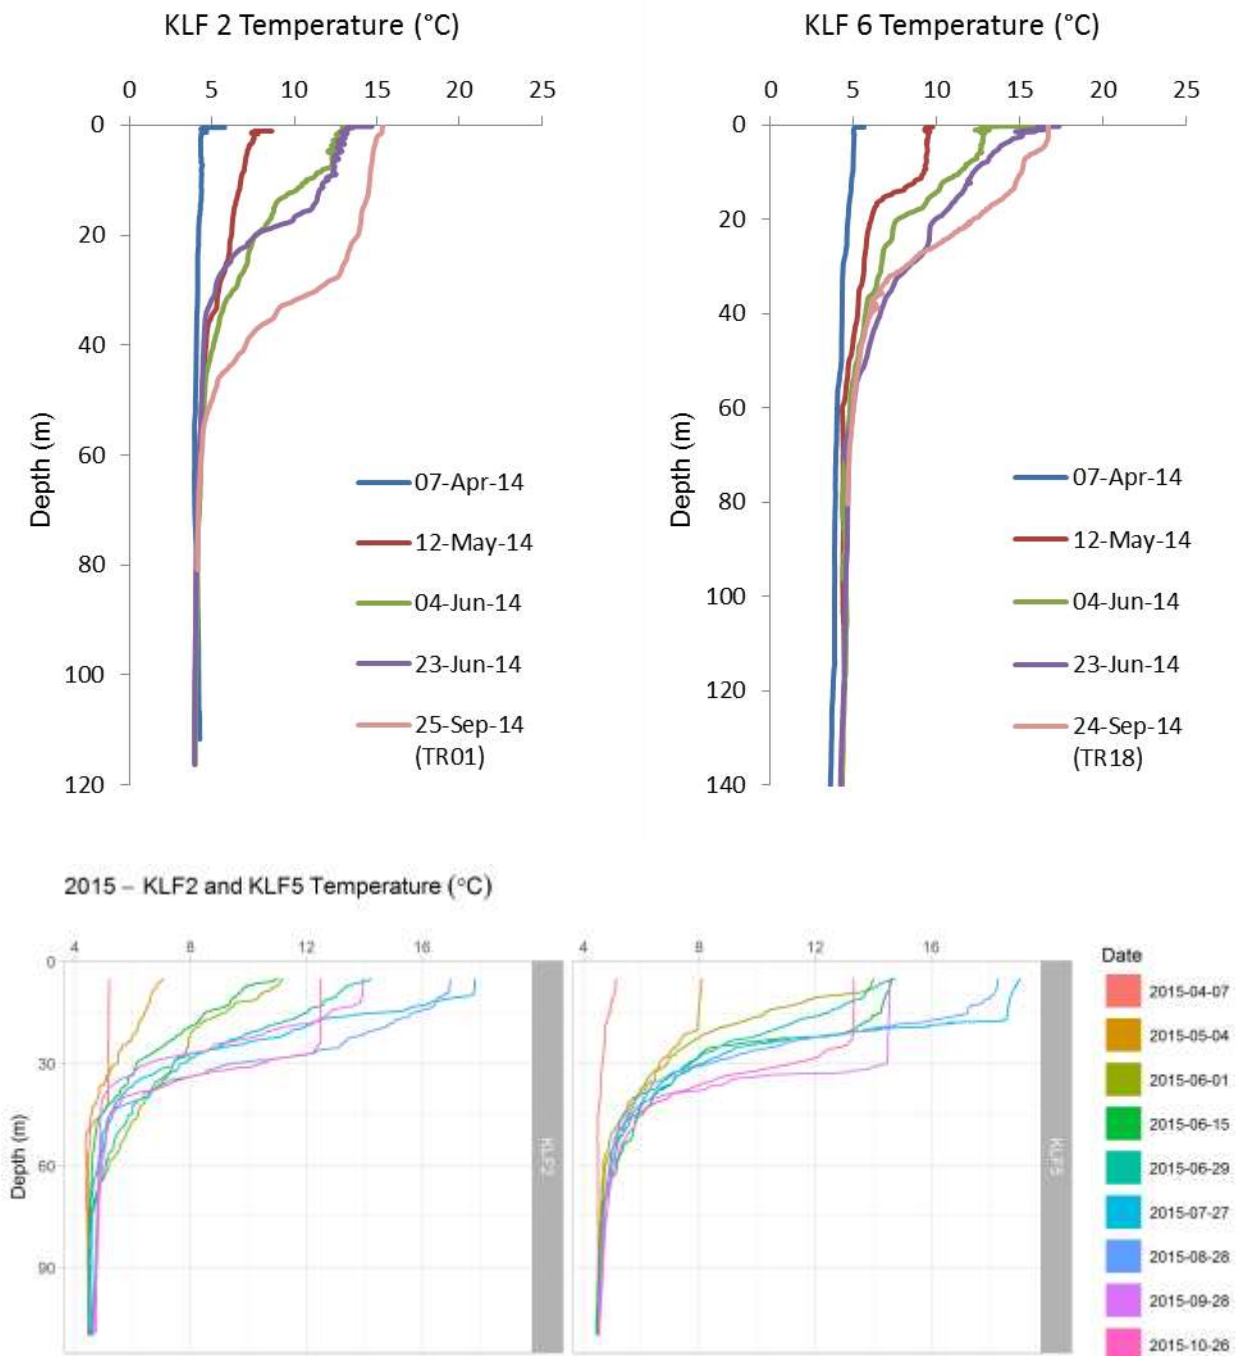 KLF 2 Temperature (°C)
0 5 10 15 20 25
0
20
40
60
80
100
120
Depth (m)
07-Apr-14
12-May-14
04-Jun-14
23-Jun-14
25-Sep-14
(TR01)
KLF 6 Temperature (°C)
0 5 10 15 20 25
0
20
40
60
80
100
120
140
Depth (m)
07-Apr-14
12-May-14
04-Jun-14
23-Jun-14
24-Sep-14
(TR18)
2015 – KLF2 and KLF5 Temperature (°C)
4 8 12 16
0
30
60
90
Depth (m)
KLF2
4 8 12 16
KLF5
Date
2015-04-07
2015-05-04
2015-06-01
2015-06-15
2015-06-29
2015-07-27
2015-08-28
2015-09-28
2015-10-26